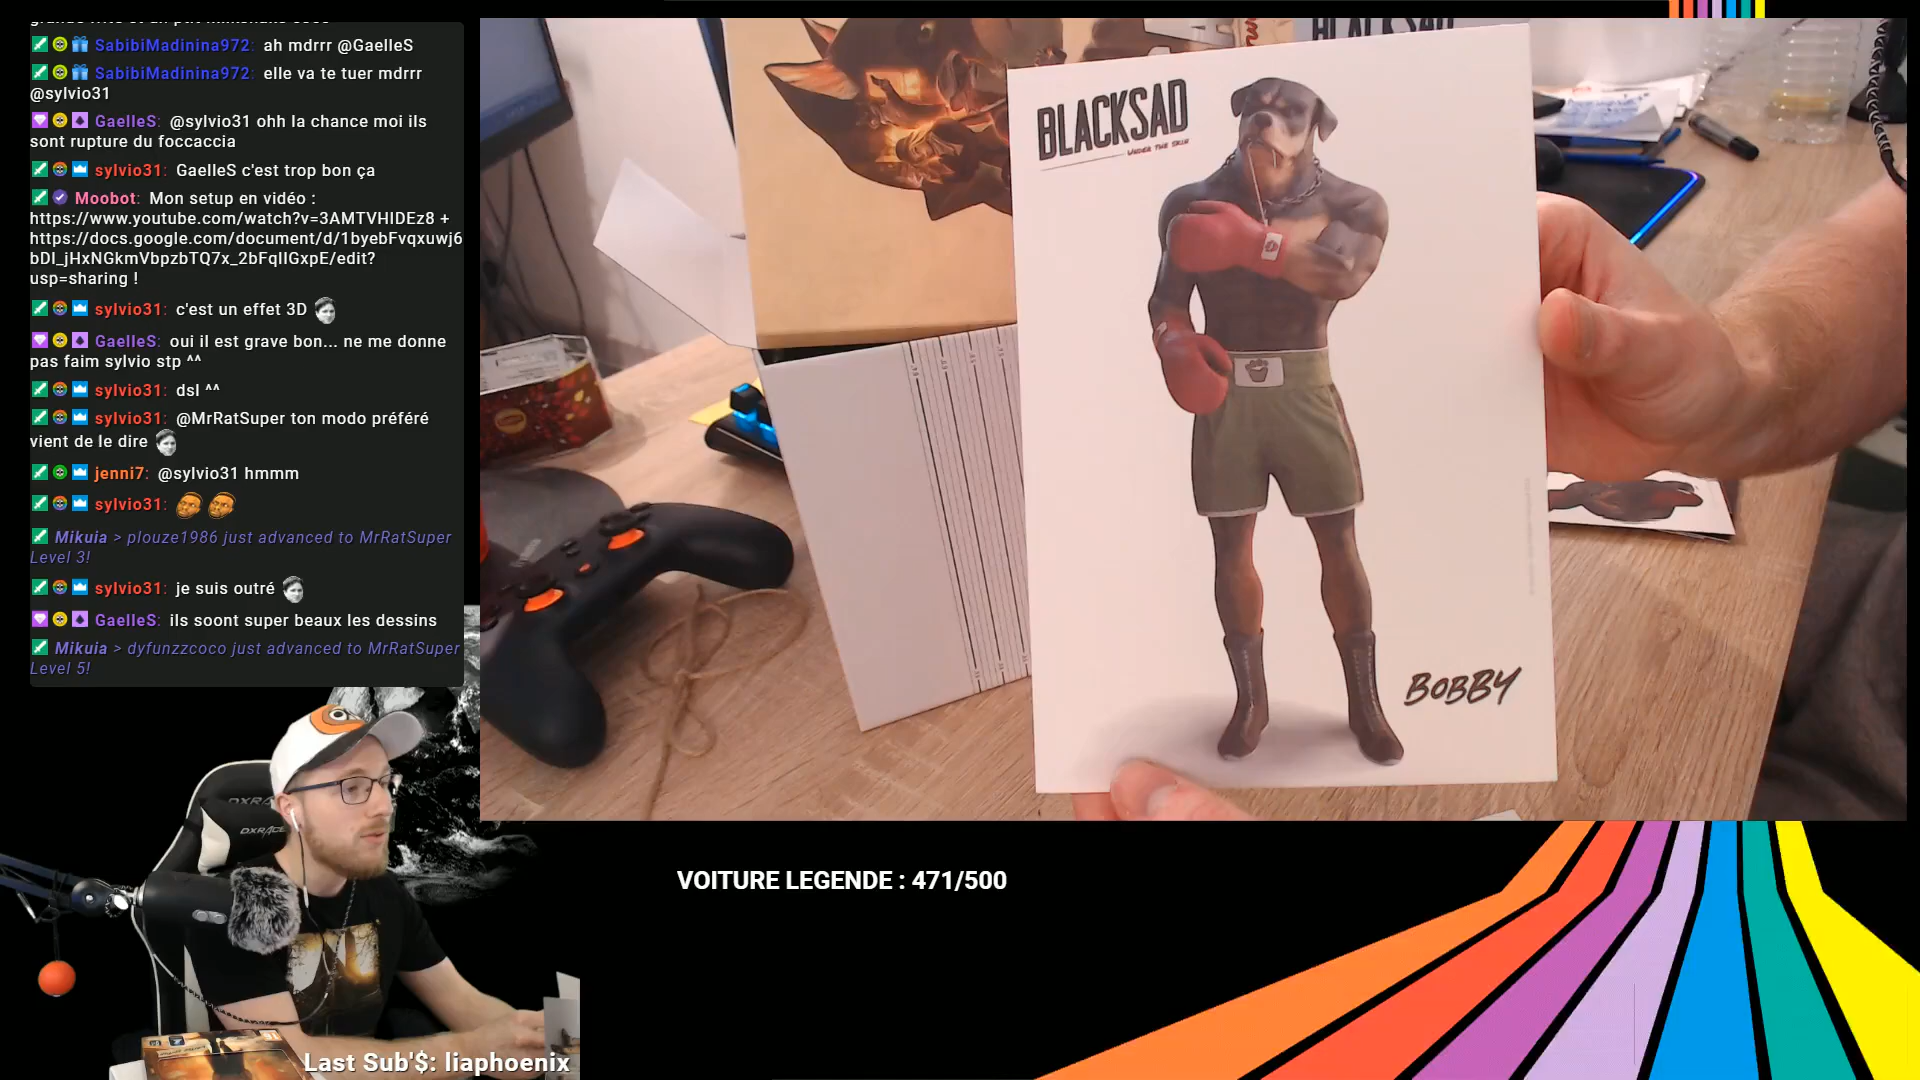 SabibiMadinina972: ah mdrrr @GaelleS
SabibiMadinina972: elle va te tuer mdrrr
@sylvio31
GaelleS: @sylvio31 ohh la chance moi ils
sont rupture du foccaccia
sylvio31: GaelleS c'est trop bon ça
Moobot: Mon setup en vidéo :
https://www.youtube.com/watch?v=3AMTVHIDEz8 +
https://docs.google.com/document/d/1byebFvqxuwj6
bDI_jHxNGkmVbpzbTQ7x_2bFqIIGxpE/edit?
usp=sharing !
sylvio31: c'est un effet 3D
GaelleS: oui il est grave bon... ne me donne
pas faim sylvio stp ^^
sylvio31: dsl ^^
sylvio31: @MrRatSuper ton modo préféré
vient de le dire
jenni7: @sylvio31 hmmm
sylvio31:
Mikuia > plouze1986 just advanced to MrRatSuper
Level 3!
sylvio31: je suis outré
GaelleS: ils soont super beaux les dessins
Mikuia > dyfunzzcoco just advanced to MrRatSuper
Level 5!
BLACKSAD
UNDER THE SKIN
BOBBY
VOITURE LEGENDE : 471/500
Last Sub'$: liaphoenix